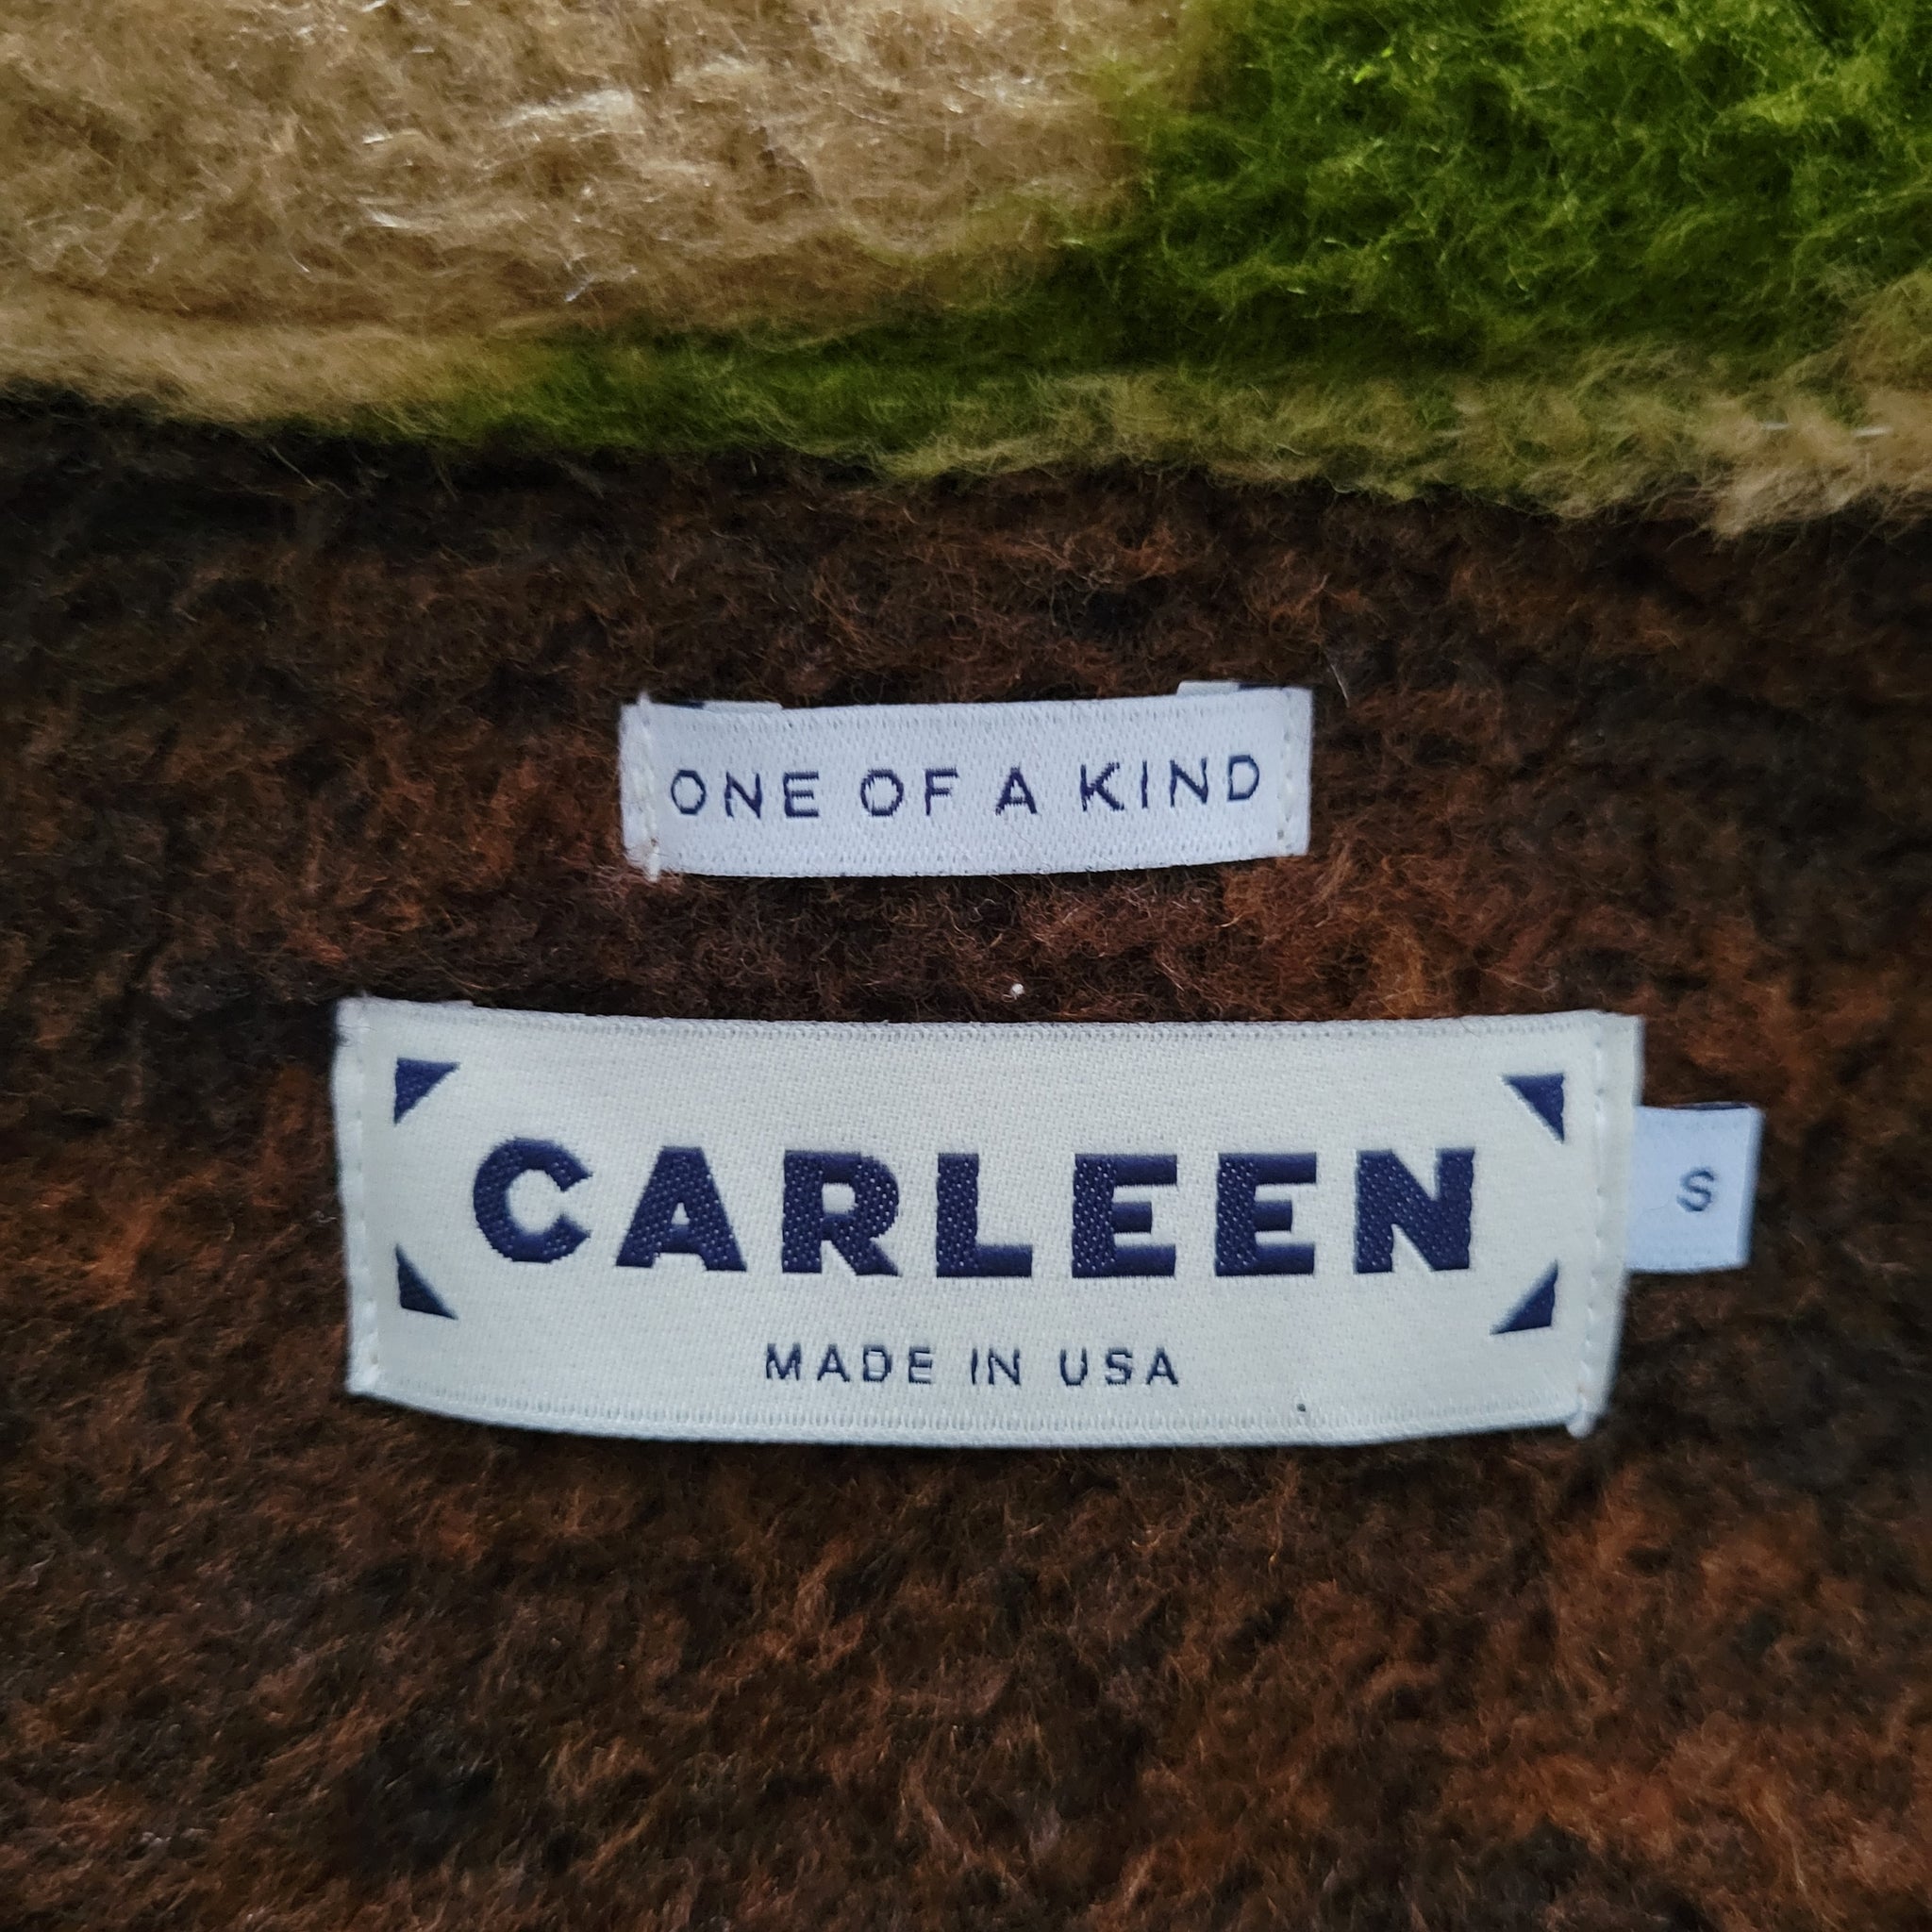 ONE OF A KIND
CARLEEN
S
MADE IN USA